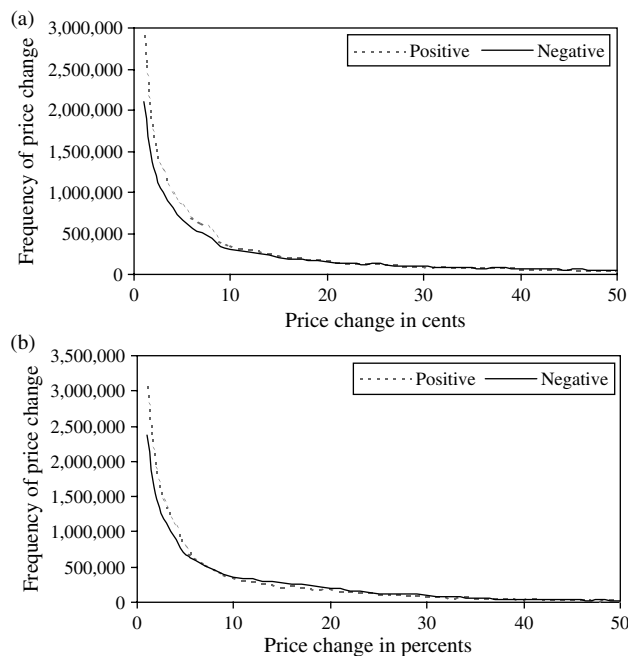 (a)
Frequency of price change
3,000,000
2,500,000
2,000,000
1,500,000
1,000,000
500,000
0
Positive Negative
0 10 20 30 40 50
Price change in cents
(b)
Frequency of price change
3,500,000
3,000,000
2,500,000
2,000,000
1,500,000
1,000,000
500,000
0
Positive Negative
0 10 20 30 40 50
Price change in percents